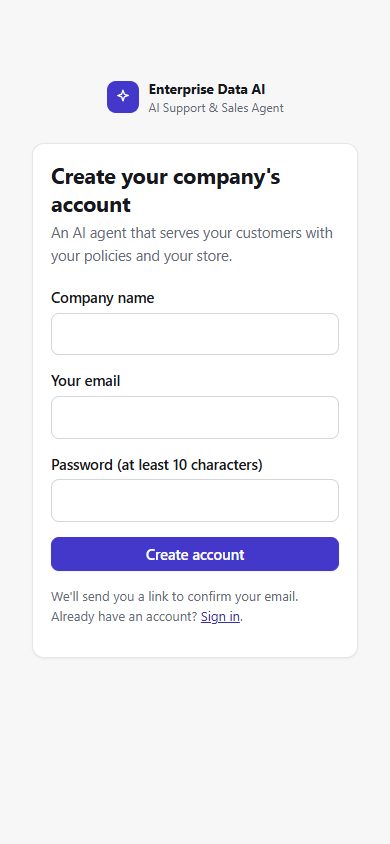 Enterprise Data AI
AI Support & Sales Agent
Create your company's
account
An AI agent that serves your customers with
your policies and your store.
Company name
Your email
Password (at least 10 characters)
Create account
We'll send you a link to confirm your email.
Already have an account? Sign in.